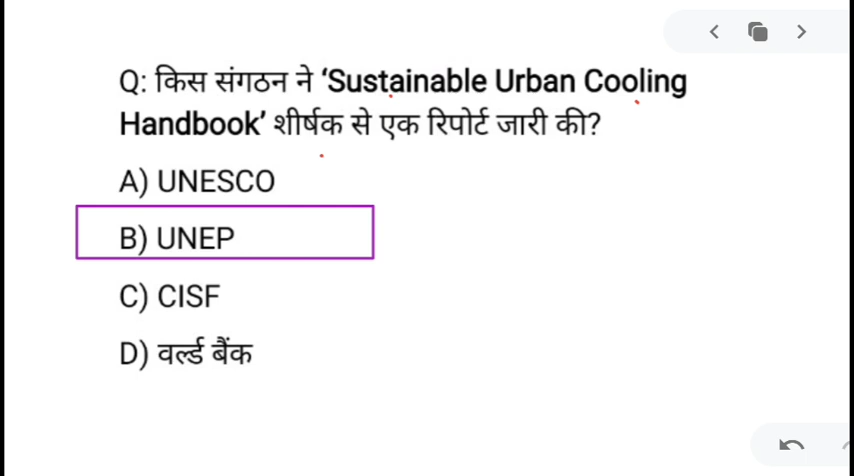 Q: किस संगठन ने ‘Sustainable Urban Cooling
Handbook’ शीर्षक से एक रिपोर्ट जारी की?
A) UNESCO
B) UNEP
C) CISF
D) वर्ल्ड बैंक